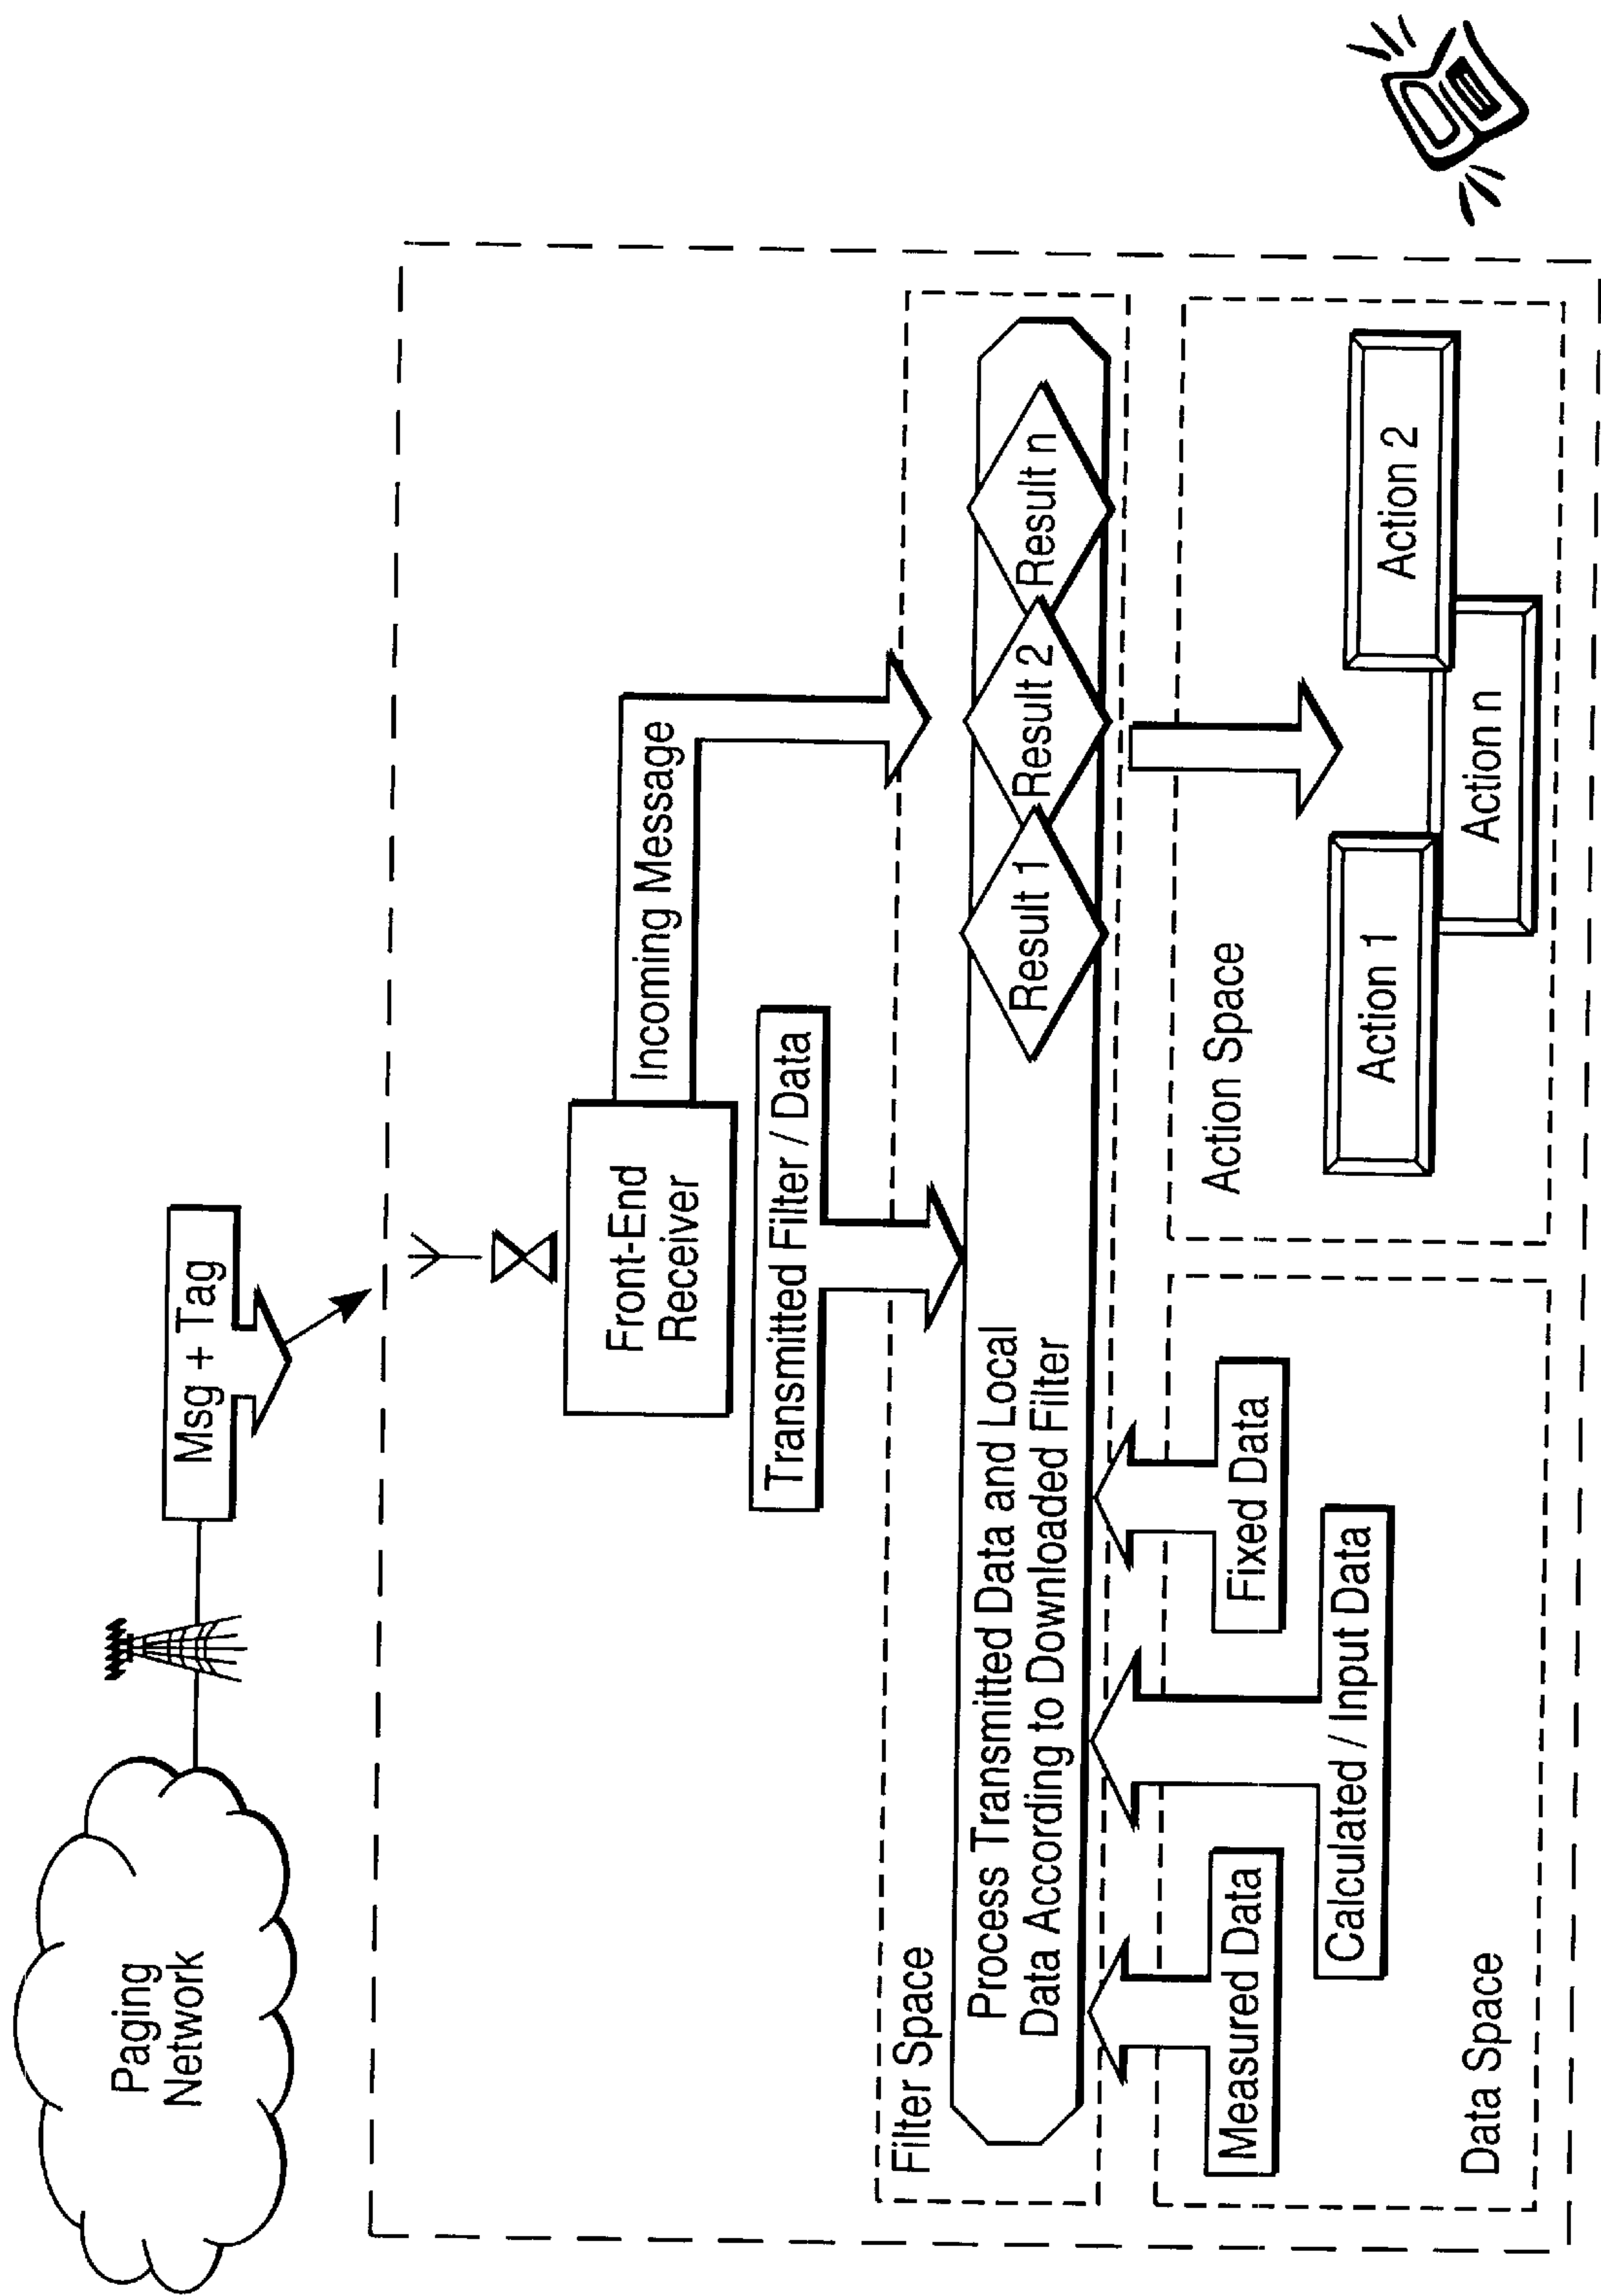 Paging
Network
Msg + Tag
Front-End
Receiver
Incoming Message
Transmitted Filter / Data
Filter Space
Process Transmitted Data and Local
Data According to Downloaded Filter
Result 1
Result 2
Result n
Measured Data
Calculated / Input Data
Fixed Data
Data Space
Action Space
Action 1
Action 2
Action n